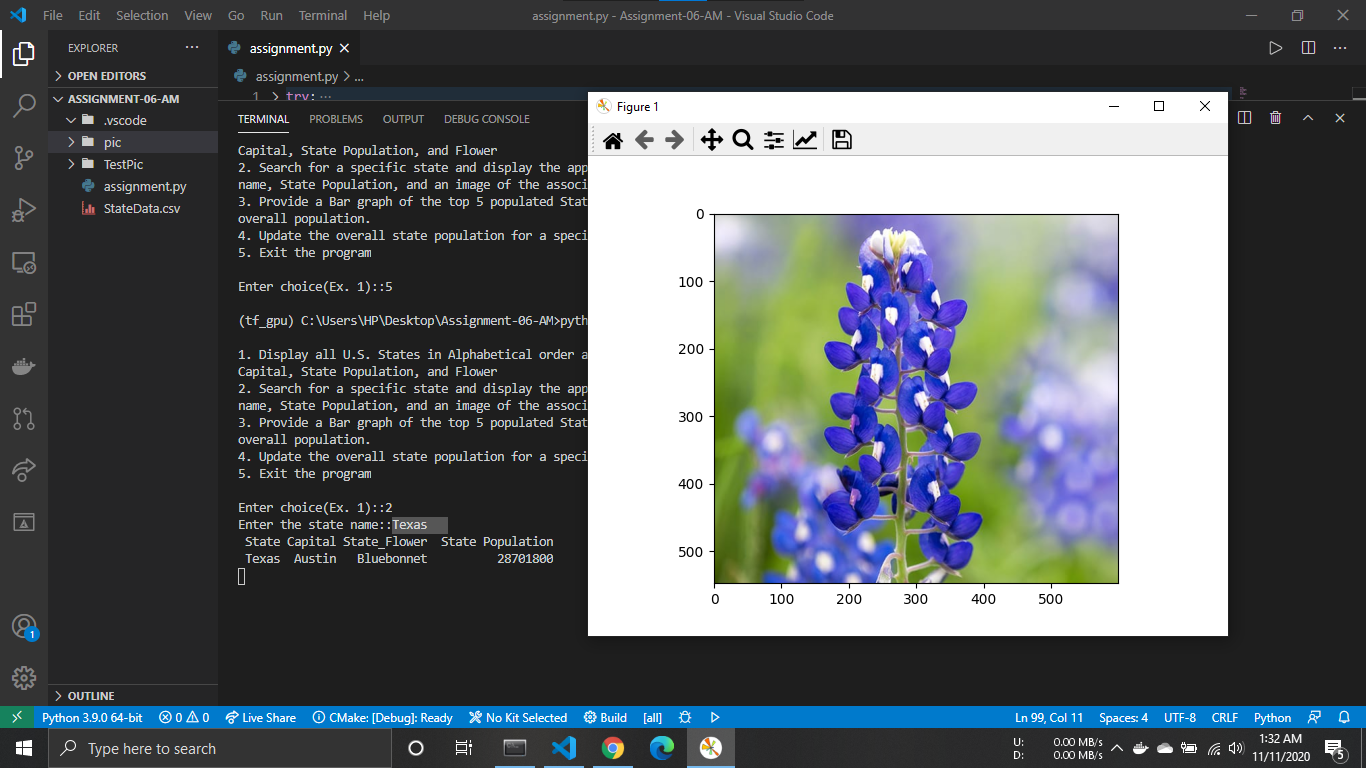 File Edit Selection View Go Run Terminal Help
assignment.py - Assignment-06-AM - Visual Studio Code
EXPLORER
OPEN EDITORS
ASSIGNMENT-06-AM
.vscode
pic
TestPic
assignment.py
StateData.csv
OUTLINE
assignment.py
assignment.py > ...
1 > try:
TERMINAL PROBLEMS OUTPUT DEBUG CONSOLE
Capital, State Population, and Flower
2. Search for a specific state and display the app
name, State Population, and an image of the associ
3. Provide a Bar graph of the top 5 populated Stat
overall population.
4. Update the overall state population for a speci
5. Exit the program
Enter choice(Ex. 1)::5
(tf_gpu) C:\Users\HP\Desktop\Assignment-06-AM>pyth
1. Display all U.S. States in Alphabetical order a
Capital, State Population, and Flower
2. Search for a specific state and display the app
name, State Population, and an image of the associ
3. Provide a Bar graph of the top 5 populated Stat
overall population.
4. Update the overall state population for a speci
5. Exit the program
Enter choice(Ex. 1)::2
Enter the state name::Texas
State Capital State_Flower State Population
Texas Austin Bluebonnet 28701800
Figure 1
0
100
200
300
400
500
0 100 200 300 400 500
1
Python 3.9.0 64-bit 0 0 Live Share CMake: [Debug]: Ready No Kit Selected Build [all] Ln 99, Col 11 Spaces: 4 UTF-8 CRLF Python
Type here to search
U: 0.00 MB/s
D: 0.00 MB/s
1:32 AM
11/11/2020
5